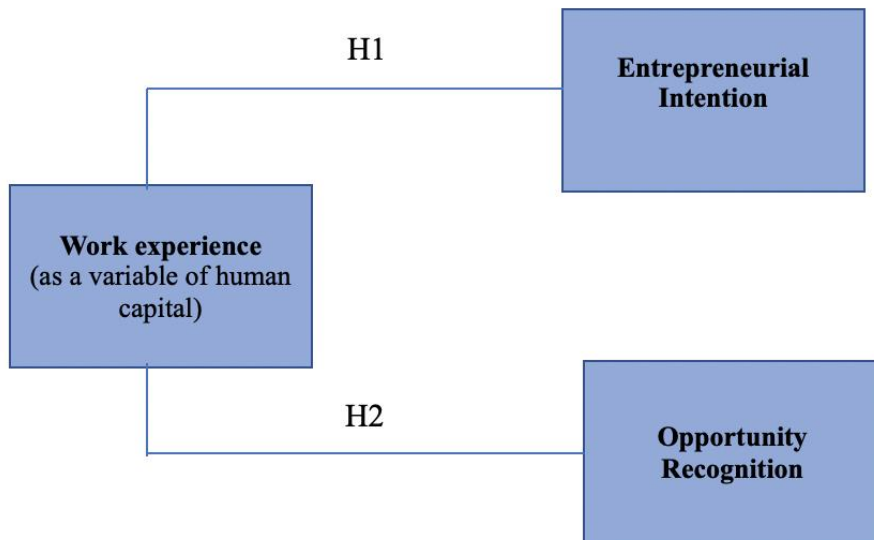 H1
Entrepreneurial
Intention
Work experience
(as a variable of human
capital)
H2
Opportunity
Recognition